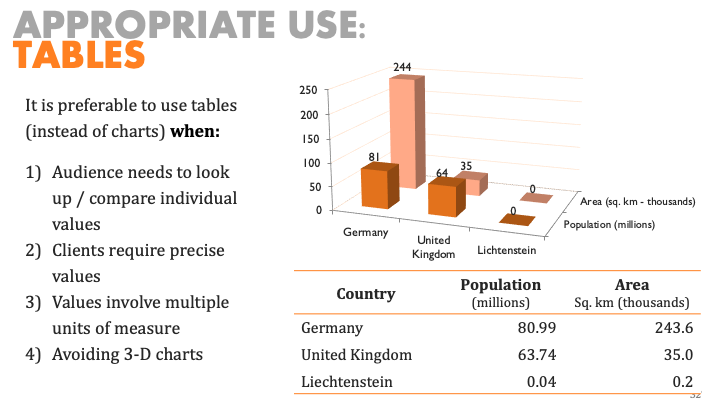 APPROPRIATE USE:
TABLES
It is preferable to use tables
(instead of charts) when:
1) Audience needs to look
up / compare individual
values
2) Clients require precise
values
3) Values involve multiple
units of measure
4) Avoiding 3-D charts
250
200
150
100
50
0
244
81
64
35
0
0
Germany
United
Kingdom
Lichtenstein
Area (sq. km - thousands)
Population (millions)
Country Population Area
(millions) Sq. km (thousands)
Germany 80.99 243.6
United Kingdom 63.74 35.0
Liechtenstein 0.04 0.2
32